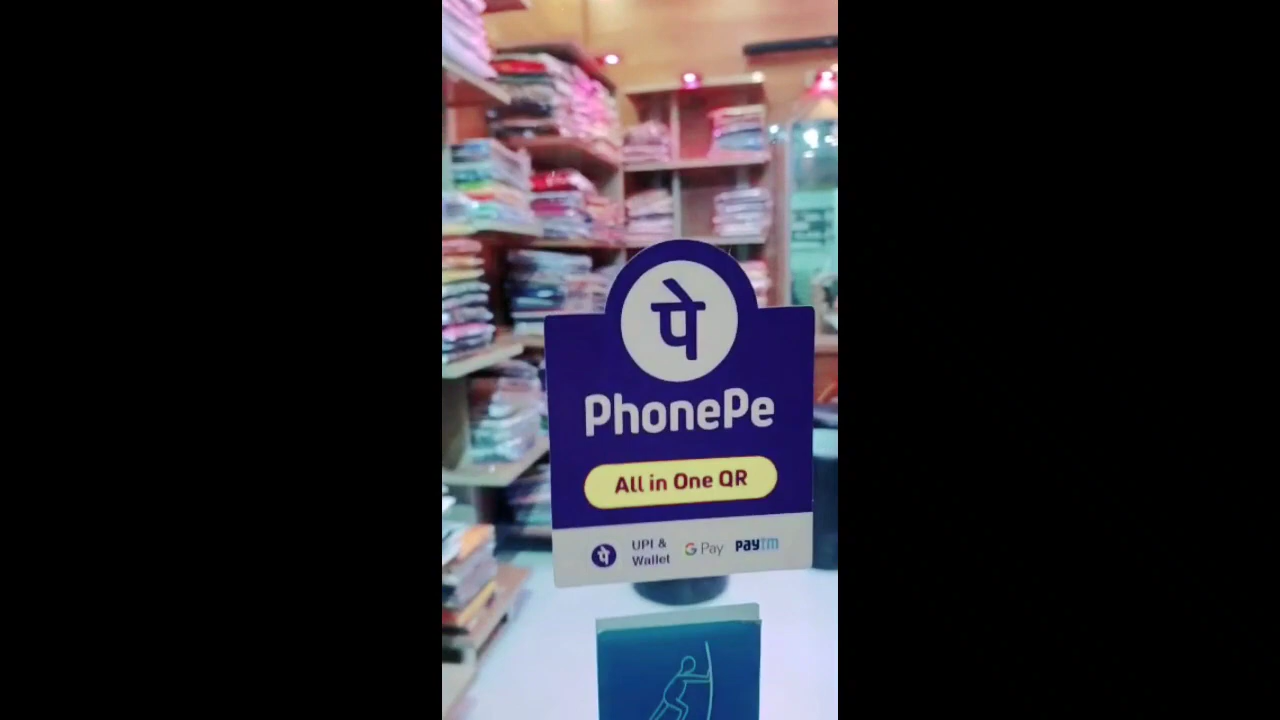 पे
PhonePe
All in One QR
पे UPI & Wallet G Pay paytm